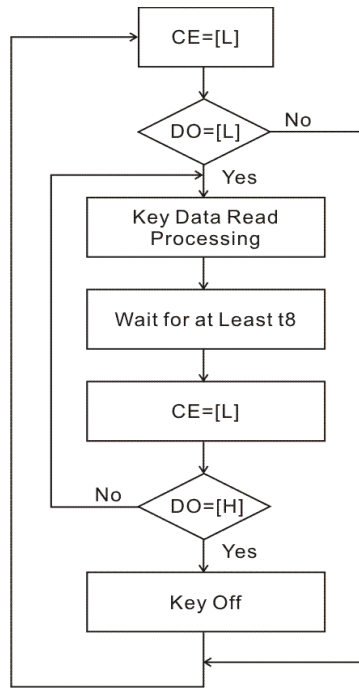 CE=[L]
DO=[L]
No
Yes
Key Data Read
Processing
Wait for at Least t8
CE=[L]
No
DO=[H]
Yes
Key Off